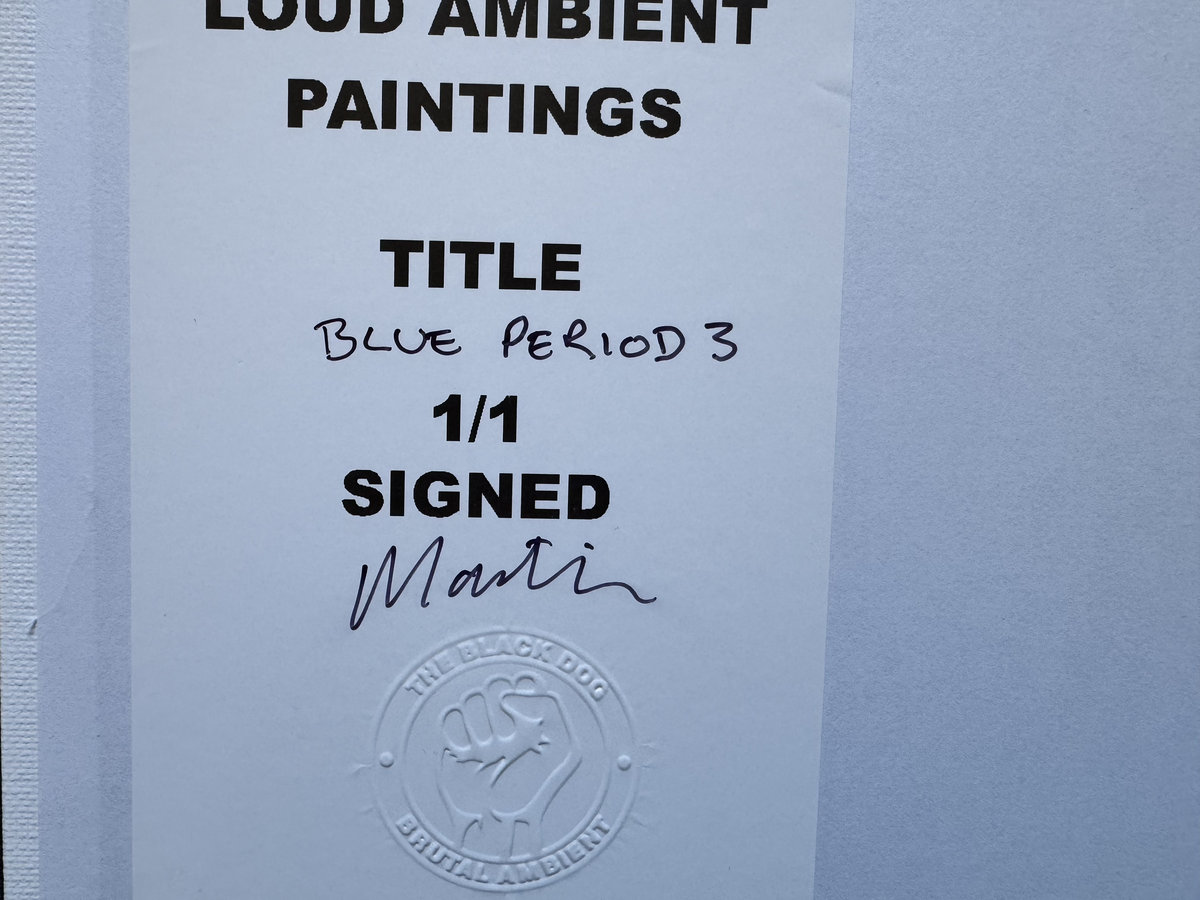 LOUD AMBIENT
PAINTINGS
TITLE
BLUE PERIOD 3
1/1
SIGNED
Martin
THE BLACK DOG
BRUTAL AMBIENT